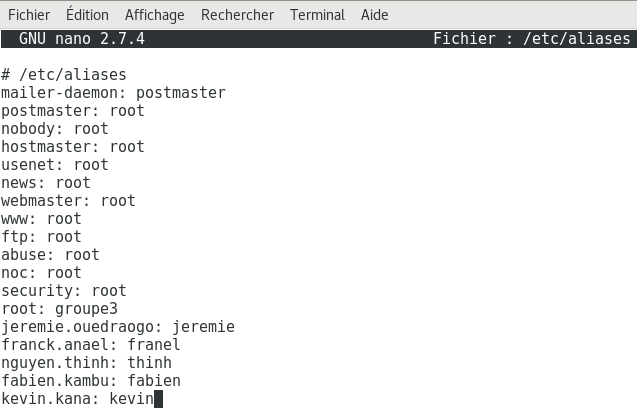 Fichier Édition Affichage Rechercher Terminal Aide
GNU nano 2.7.4 Fichier : /etc/aliases
# /etc/aliases
mailer-daemon: postmaster
postmaster: root
nobody: root
hostmaster: root
usenet: root
news: root
webmaster: root
www: root
ftp: root
abuse: root
noc: root
security: root
root: groupe3
jeremie.ouedraogo: jeremie
franck.anael: franel
nguyen.thinh: thinh
fabien.kambu: fabien
kevin.kana: kevin